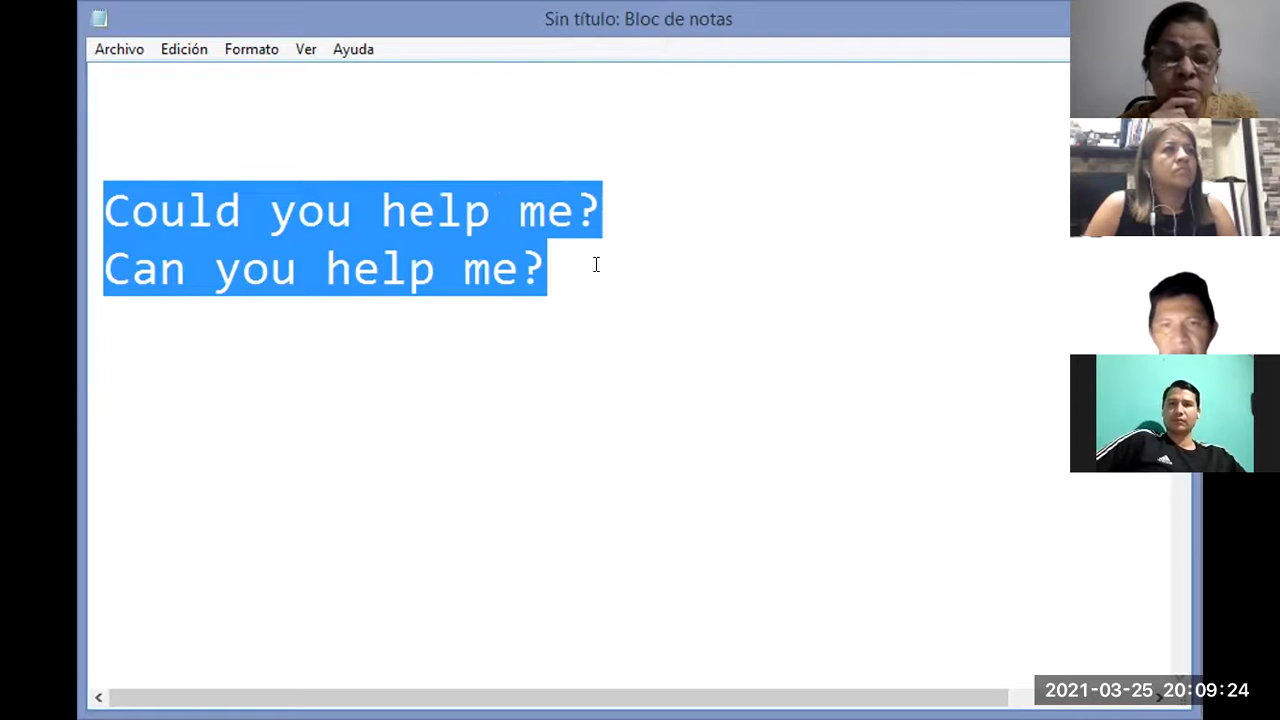 Sin título: Bloc de notas
Archivo Edición Formato Ver Ayuda
Could you help me?
Can you help me?
2021-03-25 20:09:24